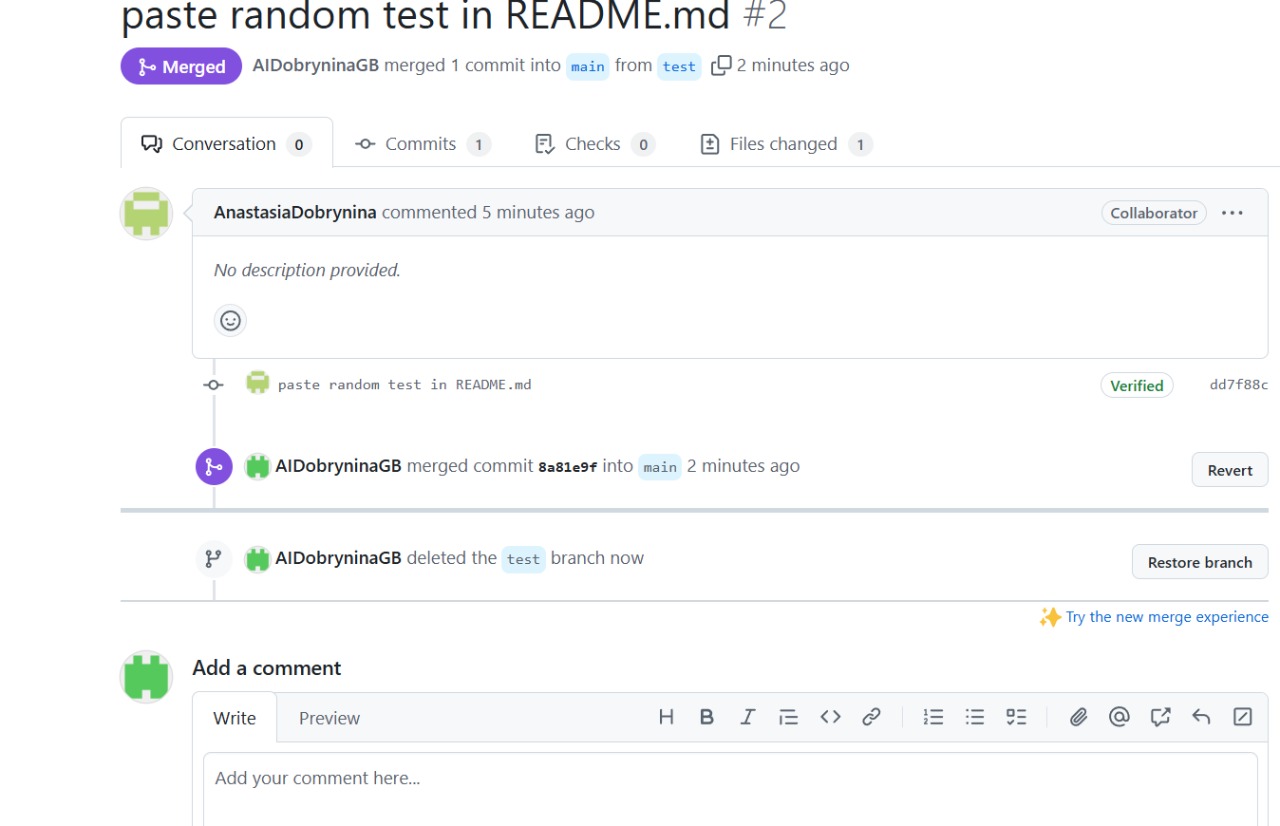 paste random test in README.md #2
Merged AIDobryninaGB merged 1 commit into main from test 2 minutes ago
Conversation 0 Commits 1 Checks 0 Files changed 1
AnastasiaDobrynina commented 5 minutes ago Collaborator
No description provided.
paste random test in README.md Verified dd7f88c
AIDobryninaGB merged commit 8a81e9f into main 2 minutes ago Revert
AIDobryninaGB deleted the test branch now Restore branch
Try the new merge experience
Add a comment
Write Preview
Add your comment here...